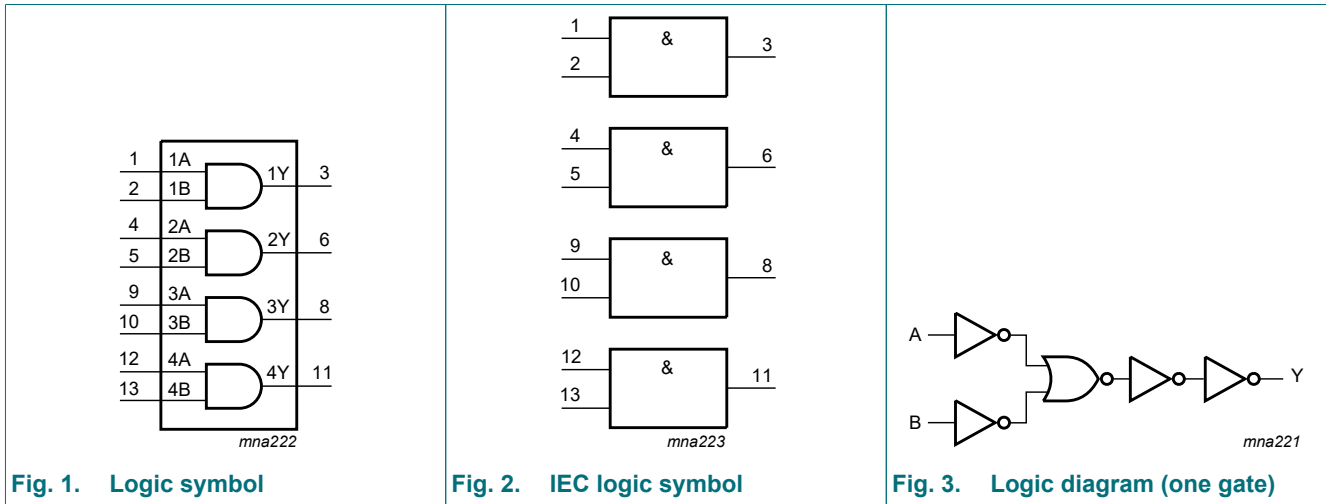 1 1A 1Y 3
2 1B
4 2A 2Y 6
5 2B
9 3A 3Y 8
10 3B
12 4A 4Y 11
13 4B
mna222
Fig. 1. Logic symbol
1 & 3
2
4 & 6
5
9 & 8
10
12 & 11
13
mna223
Fig. 2. IEC logic symbol
A
Y
B
mna221
Fig. 3. Logic diagram (one gate)